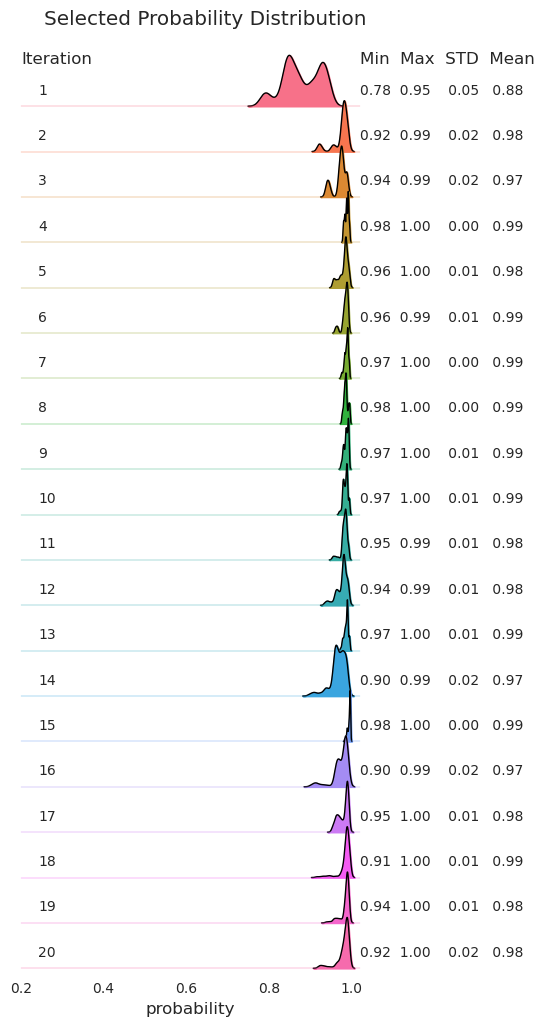 Selected Probability Distribution
Iteration Min Max STD Mean
1 0.78 0.95 0.05 0.88
2 0.92 0.99 0.02 0.98
3 0.94 0.99 0.02 0.97
4 0.98 1.00 0.00 0.99
5 0.96 1.00 0.01 0.98
6 0.96 0.99 0.01 0.99
7 0.97 1.00 0.00 0.99
8 0.98 1.00 0.00 0.99
9 0.97 1.00 0.01 0.99
10 0.97 1.00 0.01 0.99
11 0.95 0.99 0.01 0.98
12 0.94 0.99 0.01 0.98
13 0.97 1.00 0.01 0.99
14 0.90 0.99 0.02 0.97
15 0.98 1.00 0.00 0.99
16 0.90 0.99 0.02 0.97
17 0.95 1.00 0.01 0.98
18 0.91 1.00 0.01 0.99
19 0.94 1.00 0.01 0.98
20 0.92 1.00 0.02 0.98
0.2 0.4 0.6 0.8 1.0
probability